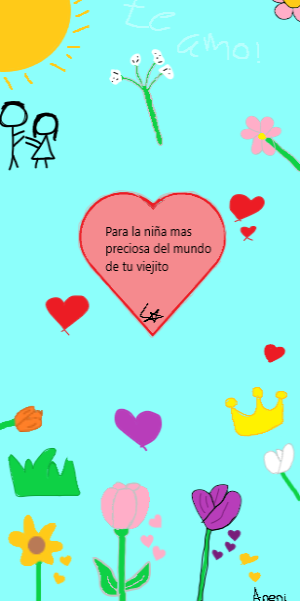 te
amo!
Para la niña mas
preciosa del mundo
de tu viejito